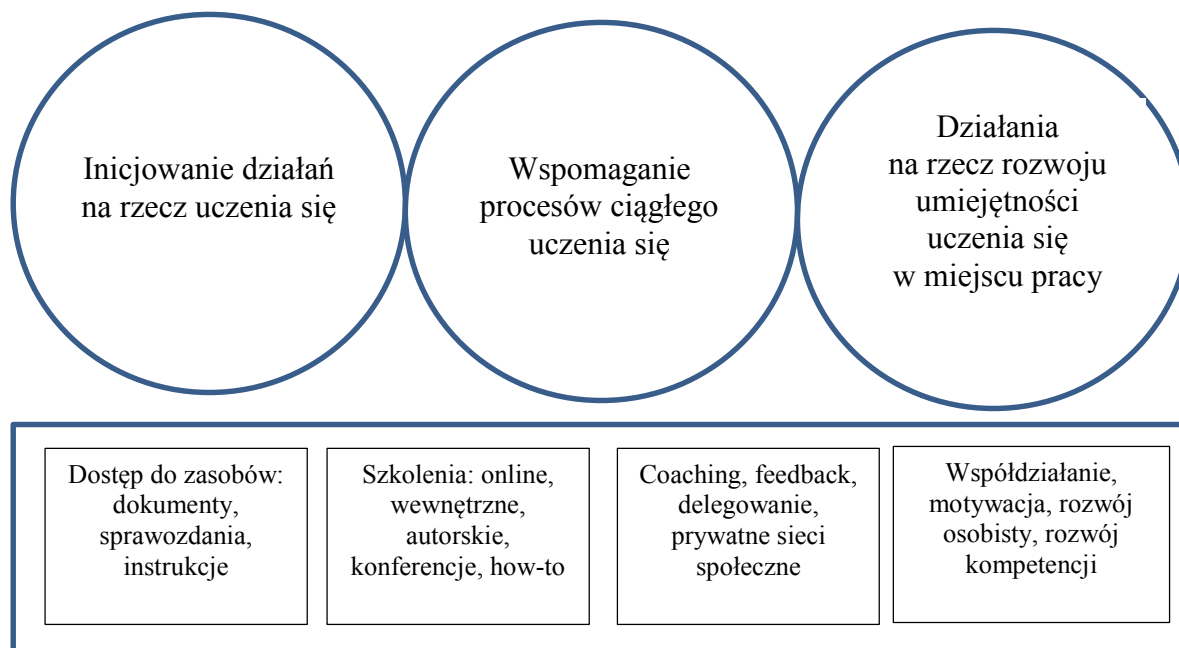 Inicjowanie działań
na rzecz uczenia się
Wspomaganie
procesów ciągłego
uczenia się
Działania
na rzecz rozwoju
umiejętności
uczenia się
w miejscu pracy
Dostęp do zasobów:
dokumenty,
sprawozdania,
instrukcje
Szkolenia: online,
wewnętrzne,
autorskie,
konferencje, how-to
Coaching, feedback,
delegowanie,
prywatne sieci
społeczne
Współdziałanie,
motywacja, rozwój
osobisty, rozwój
kompetencji